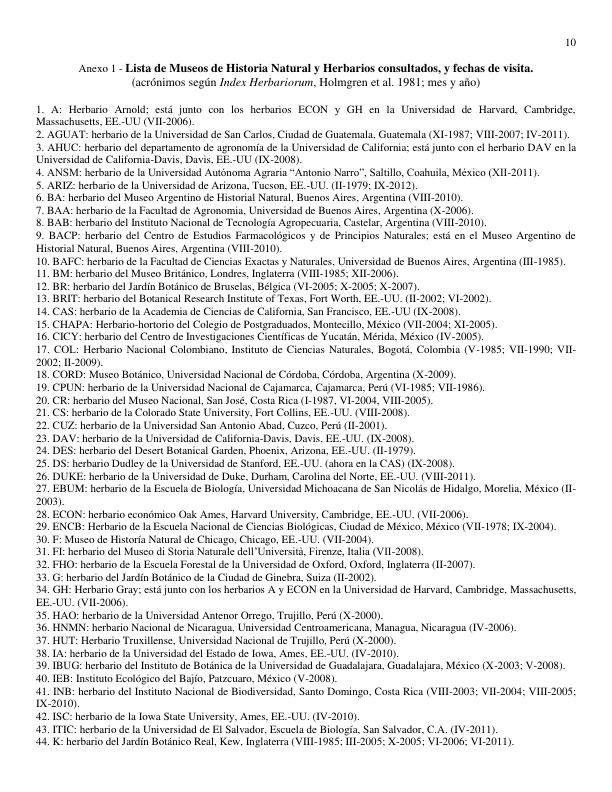 10
Anexo 1 - Lista de Museos de Historia Natural y Herbarios consultados, y fechas de visita.
(acrónimos según Index Herbariorum, Holmgren et al. 1981; mes y año)
1. A: Herbario Arnold; está junto con los herbarios ECON y GH en la Universidad de Harvard, Cambridge,
Massachusetts, EE.-UU (VII-2006).
2. AGUAT: herbario de la Universidad de San Carlos, Ciudad de Guatemala, Guatemala (XI-1987; VIII-2007; IV-2011).
3. AHUC: herbario del departamento de agronomía de la Universidad de California; está junto con el herbario DAV en la
Universidad de California-Davis, Davis, EE.-UU (IX-2008).
4. ANSM: herbario de la Universidad Autónoma Agraria “Antonio Narro”, Saltillo, Coahuila, México (XII-2011).
5. ARIZ: herbario de la Universidad de Arizona, Tucson, EE.-UU. (II-1979; IX-2012).
6. BA: herbario del Museo Argentino de Historial Natural, Buenos Aires, Argentina (VIII-2010).
7. BAA: herbario de la Facultad de Agronomia, Universidad de Buenos Aires, Argentina (X-2006).
8. BAB: herbario del Instituto Nacional de Tecnología Agropecuaria, Castelar, Argentina (VIII-2010).
9. BACP: herbario del Centro de Estudios Farmacológicos y de Principios Naturales; está en el Museo Argentino de
Historial Natural, Buenos Aires, Argentina (VIII-2010).
10. BAFC: herbario de la Facultad de Ciencias Exactas y Naturales, Universidad de Buenos Aires, Argentina (III-1985).
11. BM: herbario del Museo Británico, Londres, Inglaterra (VIII-1985; XII-2006).
12. BR: herbario del Jardín Botánico de Bruselas, Bélgica (VI-2005; X-2005; X-2007).
13. BRIT: herbario del Botanical Research Institute of Texas, Fort Worth, EE.-UU. (II-2002; VI-2002).
14. CAS: herbario de la Academia de Ciencias de California, San Francisco, EE.-UU (IX-2008).
15. CHAPA: Herbario-hortorio del Colegio de Postgraduados, Montecillo, México (VII-2004; XI-2005).
16. CICY: herbario del Centro de Investigaciones Científicas de Yucatán, Mérida, México (IV-2005).
17. COL: Herbario Nacional Colombiano, Instituto de Ciencias Naturales, Bogotá, Colombia (V-1985; VII-1990; VII-
2002; II-2009).
18. CORD: Museo Botánico, Universidad Nacional de Córdoba, Córdoba, Argentina (X-2009).
19. CPUN: herbario de la Universidad Nacional de Cajamarca, Cajamarca, Perú (VI-1985; VII-1986).
20. CR: herbario del Museo Nacional, San José, Costa Rica (I-1987, VI-2004, VIII-2005).
21. CS: herbario de la Colorado State University, Fort Collins, EE.-UU. (VIII-2008).
22. CUZ: herbario de la Universidad San Antonio Abad, Cuzco, Perú (II-2001).
23. DAV: herbario de la Universidad de California-Davis, Davis, EE.-UU. (IX-2008).
24. DES: herbario del Desert Botanical Garden, Phoenix, Arizona, EE.-UU. (II-1979).
25. DS: herbario Dudley de la Universidad de Stanford, EE.-UU. (ahora en la CAS) (IX-2008).
26. DUKE: herbario de la Universidad de Duke, Durham, Carolina del Norte, EE.-UU. (VIII-2011).
27. EBUM: herbario de la Escuela de Biología, Universidad Michoacana de San Nicolás de Hidalgo, Morelia, México (II-
2003).
28. ECON: herbario económico Oak Ames, Harvard University, Cambridge, EE.-UU. (VII-2006).
29. ENCB: Herbario de la Escuela Nacional de Ciencias Biológicas, Ciudad de México, México (VII-1978; IX-2004).
30. F: Museo de Historía Natural de Chicago, Chicago, EE.-UU. (VII-2004).
31. FI: herbario del Museo di Storia Naturale dell’Università, Firenze, Italia (VII-2008).
32. FHO: herbario de la Escuela Forestal de la Universidad de Oxford, Oxford, Inglaterra (II-2007).
33. G: herbario del Jardín Botánico de la Ciudad de Ginebra, Suiza (II-2002).
34. GH: Herbario Gray; está junto con los herbarios A y ECON en la Universidad de Harvard, Cambridge, Massachusetts,
EE.-UU. (VII-2006).
35. HAO: herbario de la Universidad Antenor Orrego, Trujillo, Perú (X-2000).
36. HNMN: herbario Nacional de Nicaragua, Universidad Centroamericana, Managua, Nicaragua (IV-2006).
37. HUT: Herbario Truxillense, Universidad Nacional de Trujillo, Perú (X-2000).
38. IA: herbario de la Universidad del Estado de Iowa, Ames, EE.-UU. (IV-2010).
39. IBUG: herbario del Instituto de Botánica de la Universidad de Guadalajara, Guadalajara, México (X-2003; V-2008).
40. IEB: Instituto Ecológico del Bajío, Patzcuaro, México (V-2008).
41. INB: herbario del Instituto Nacional de Biodiversidad, Santo Domingo, Costa Rica (VIII-2003; VII-2004; VIII-2005;
IX-2010).
42. ISC: herbario de la Iowa State University, Ames, EE.-UU. (IV-2010).
43. ITIC: herbario de la Universidad de El Salvador, Escuela de Biología, San Salvador, C.A. (IV-2011).
44. K: herbario del Jardín Botánico Real, Kew, Inglaterra (VIII-1985; III-2005; X-2005; VI-2006; VI-2011).